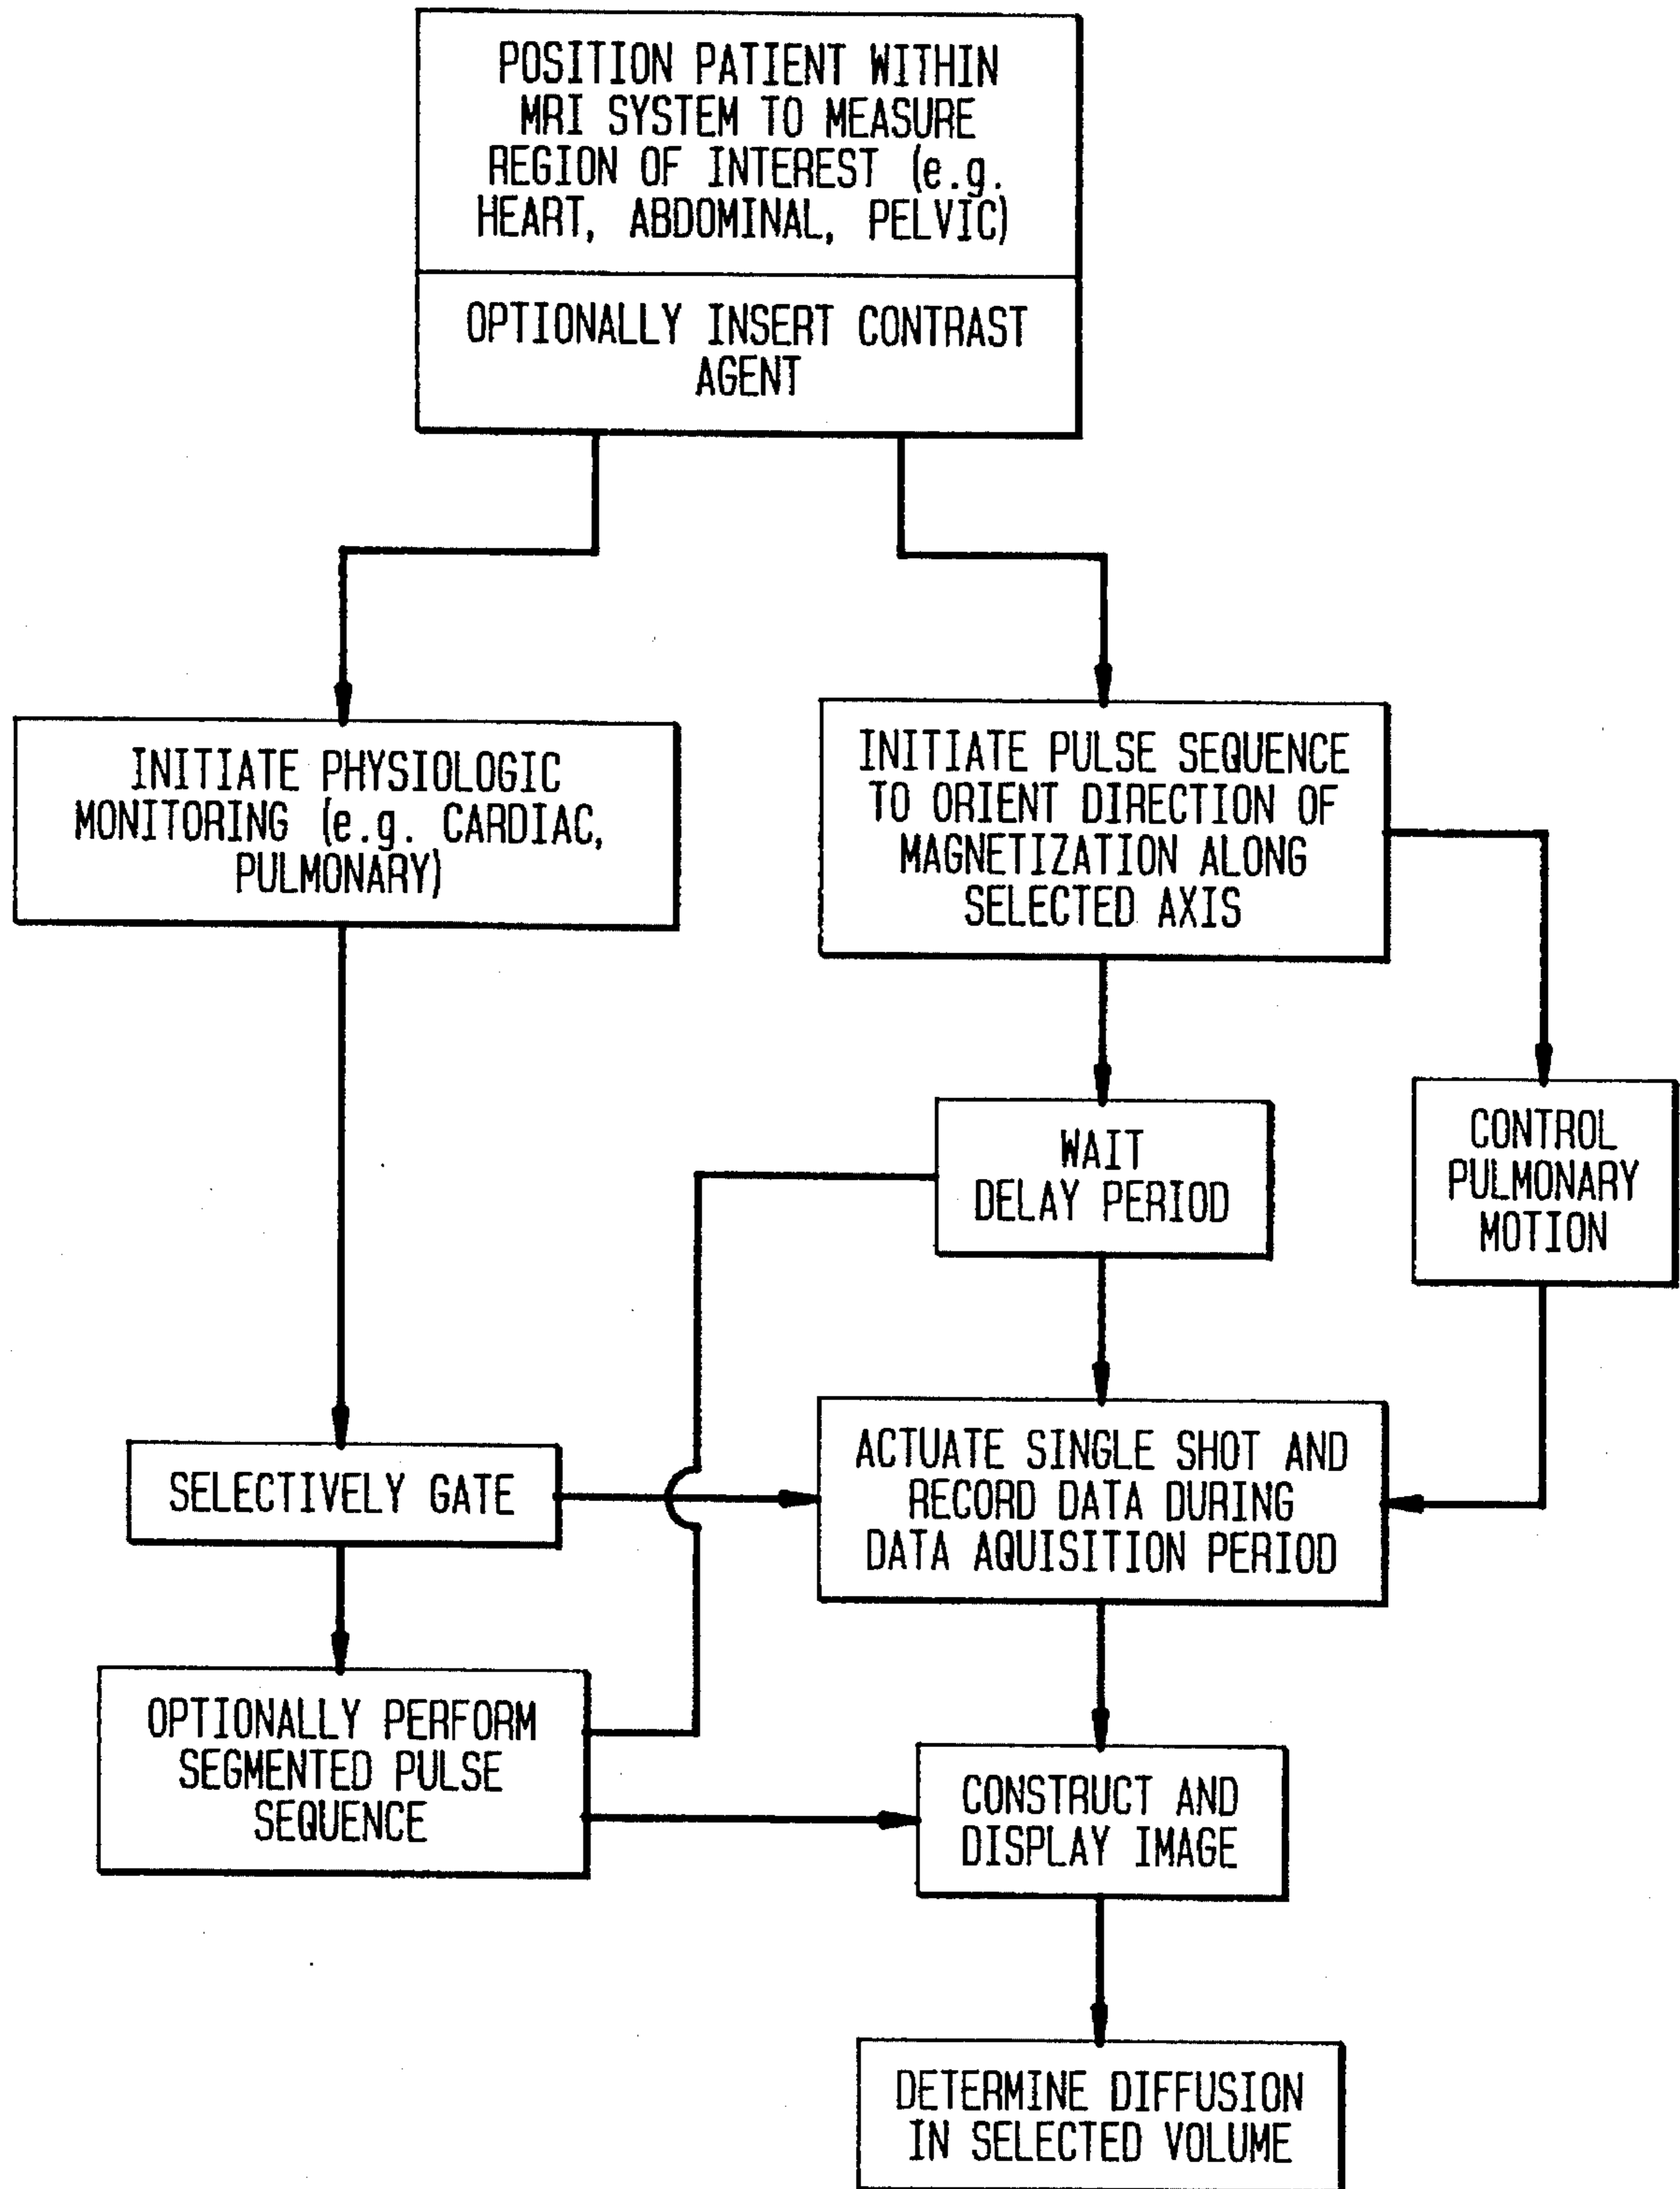 POSITION PATIENT WITHIN
MRI SYSTEM TO MEASURE
REGION OF INTEREST (e.g.
HEART, ABDOMINAL, PELVIC)
OPTIONALLY INSERT CONTRAST
AGENT
INITIATE PHYSIOLOGIC
MONITORING (e.g. CARDIAC,
PULMONARY)
INITIATE PULSE SEQUENCE
TO ORIENT DIRECTION OF
MAGNETIZATION ALONG
SELECTED AXIS
WAIT
DELAY PERIOD
CONTROL
PULMONARY
MOTION
SELECTIVELY GATE
ACTUATE SINGLE SHOT AND
RECORD DATA DURING
DATA AQUISITION PERIOD
OPTIONALLY PERFORM
SEGMENTED PULSE
SEQUENCE
CONSTRUCT AND
DISPLAY IMAGE
DETERMINE DIFFUSION
IN SELECTED VOLUME